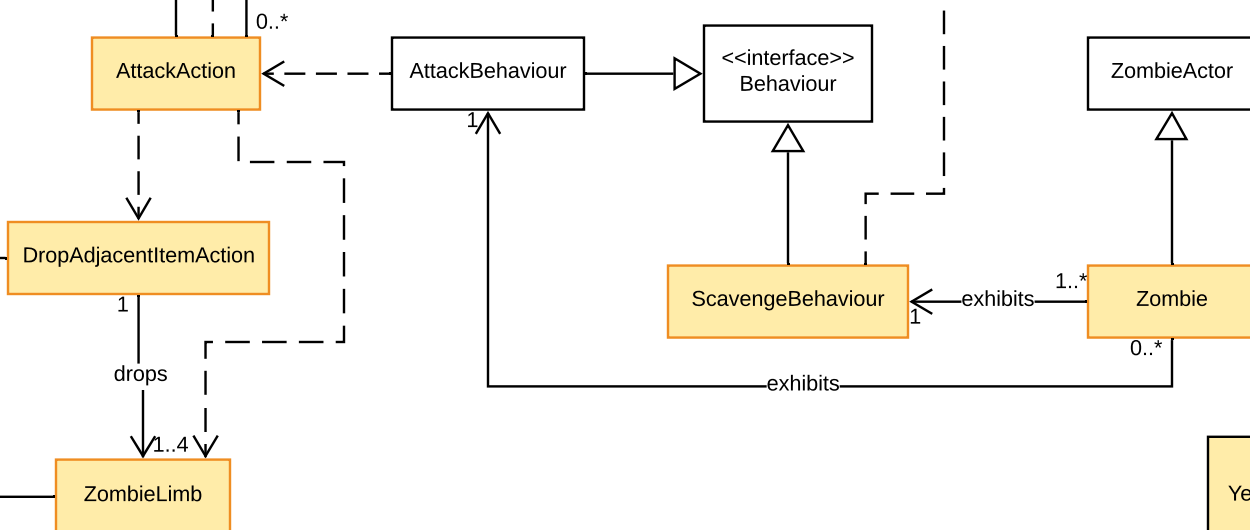 0..*
AttackAction
AttackBehaviour
<<interface>>
Behaviour
ZombieActor
1
DropAdjacentItemAction
1
drops
1..4
ZombieLimb
ScavengeBehaviour
1
exhibits
1..*
Zombie
0..*
exhibits